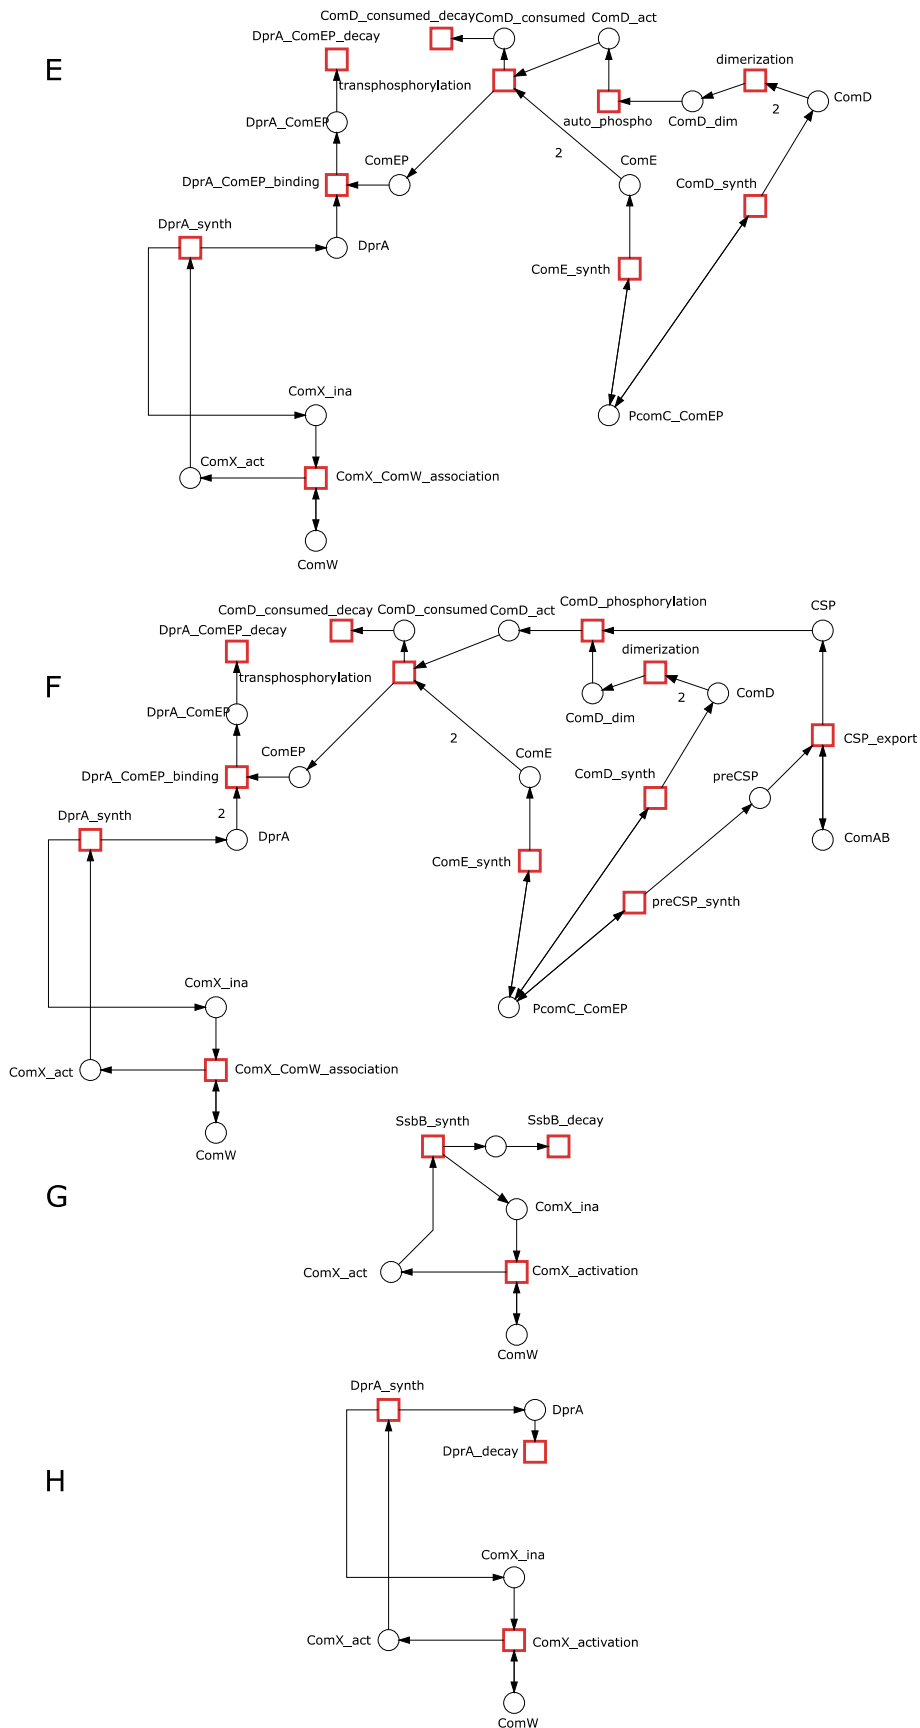 ComD_consumed_decay
ComD_consumed
ComD_act
DprA_ComEP_decay
E
transphosphorylation
dimerization
2
ComD
auto_phospho
ComD_dim
DprA_ComEP
ComEP
2
ComE
DprA_ComEP_binding
ComD_synth
DprA_synth
DprA
ComE_synth
ComX_ina
PcomC_ComEP
ComX_act
ComX_ComW_association
ComW
ComD_consumed_decay
ComD_consumed
ComD_act
ComD_phosphorylation
CSP
DprA_ComEP_decay
F
transphosphorylation
dimerization
2
ComD
ComD_dim
DprA_ComEP
2
CSP_export
ComEP
ComE
DprA_ComEP_binding
ComD_synth
preCSP
2
DprA_synth
DprA
ComAB
ComE_synth
preCSP_synth
ComX_ina
PcomC_ComEP
ComX_act
ComX_ComW_association
ComW
SsbB_synth
SsbB_decay
G
ComX_ina
ComX_act
ComX_activation
ComW
DprA_synth
DprA
DprA_decay
H
ComX_ina
ComX_act
ComX_activation
ComW